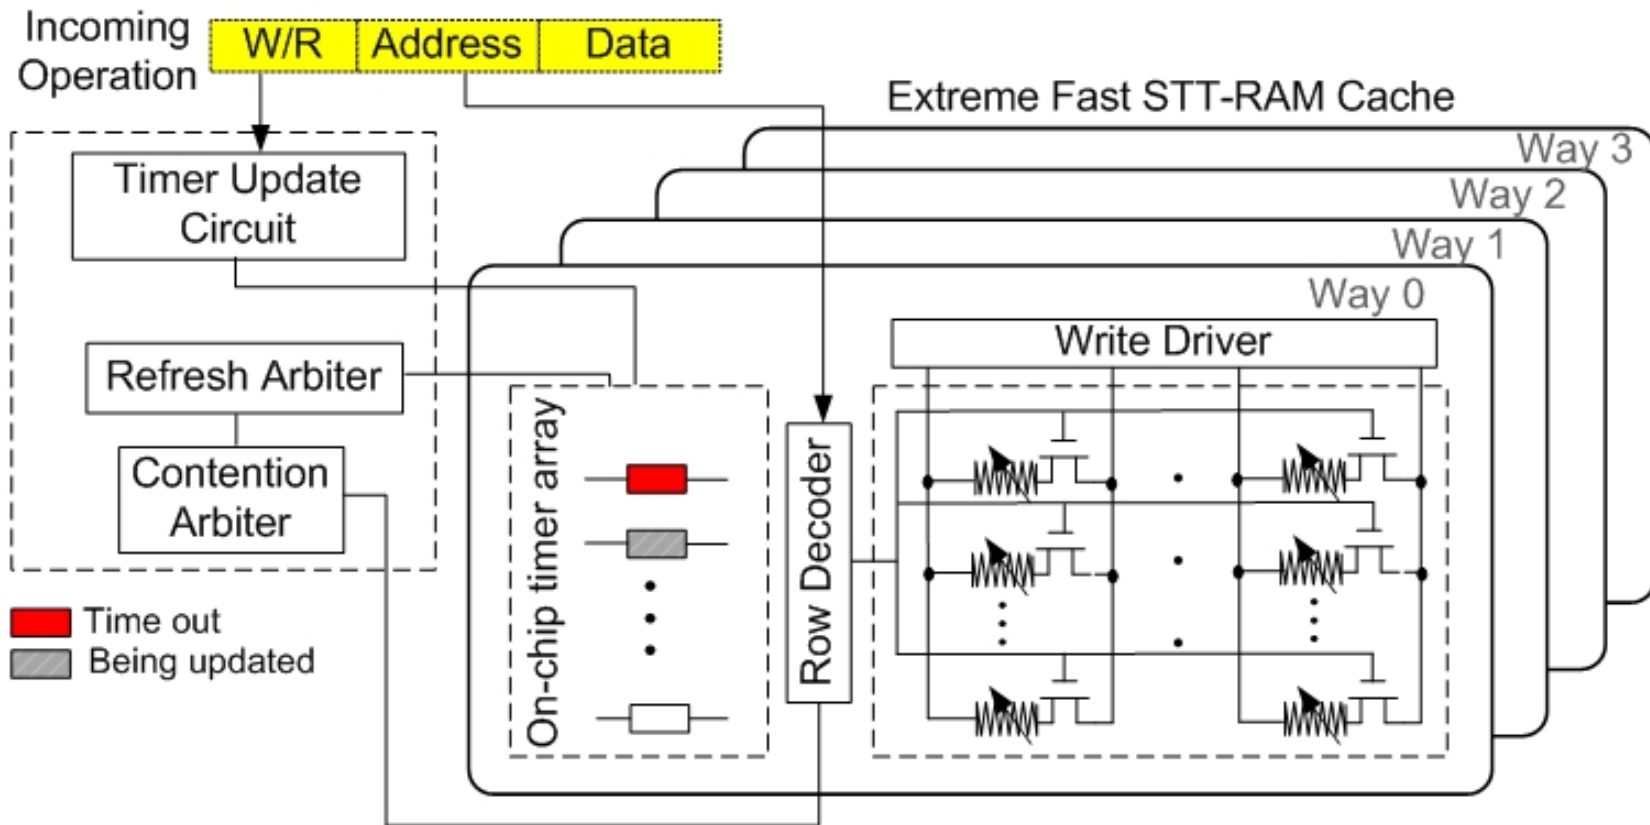 Incoming
Operation
W/R
Address
Data
Extreme Fast STT-RAM Cache
Way 3
Way 2
Way 1
Way 0
Timer Update
Circuit
Write Driver
Refresh Arbiter
Contention
Arbiter
On-chip timer array
Row Decoder
Time out
Being updated